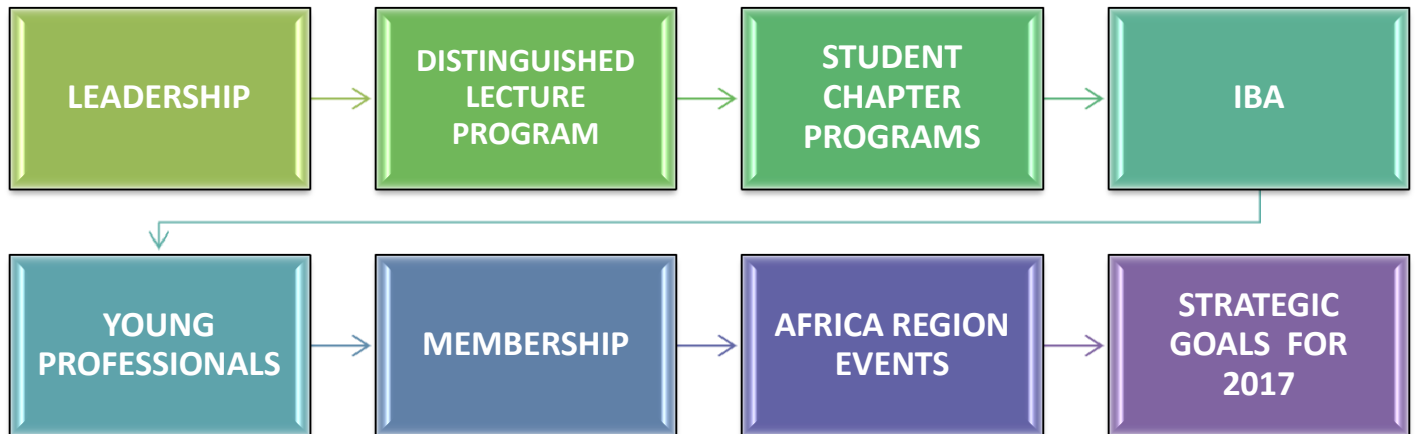 LEADERSHIP
DISTINGUISHED
LECTURE
PROGRAM
STUDENT
CHAPTER
PROGRAMS
IBA
YOUNG
PROFESSIONALS
MEMBERSHIP
AFRICA REGION
EVENTS
STRATEGIC
GOALS FOR
2017